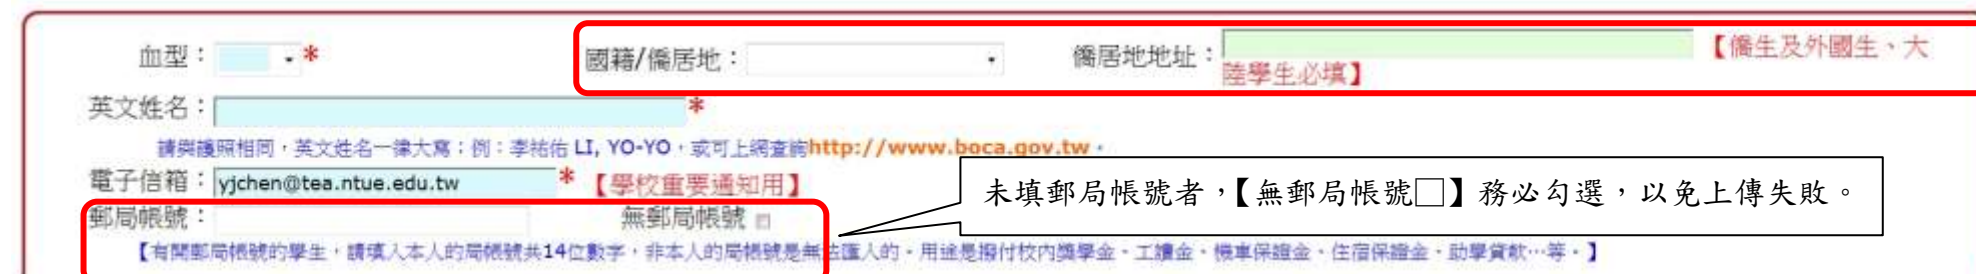 血型： * 國籍/僑居地： 僑居地地址： 【僑生及外國生、大
陸學生必填】
英文姓名： *
請與護照相同，英文姓名一律大寫；例：李祐佑 LI, YO-YO，或可上網查詢http://www.boca.gov.tw。
電子信箱： yjchen@tea.ntue.edu.tw * 【學校重要通知用】
未填郵局帳號者，【無郵局帳號□】務必勾選，以免上傳失敗。
郵局帳號： 無郵局帳號
【有開郵局帳號的學生，請填入本人的局帳號共14位數字，非本人的局帳號是無法匯入的。用途是撥付校內獎學金、工讀金、機車保證金、住宿保證金、助學貸款…等。】